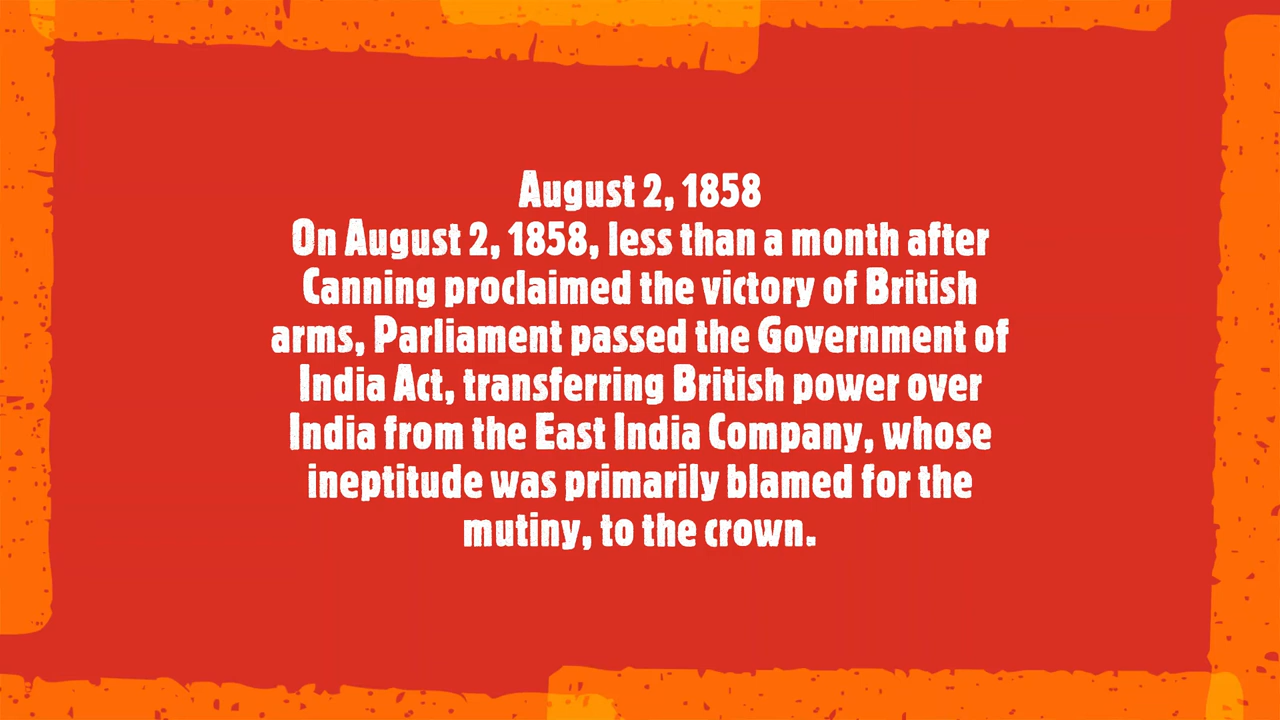 August 2, 1858
On August 2, 1858, less than a month after
Canning proclaimed the victory of British
arms, Parliament passed the Government of
India Act, transferring British power over
India from the East India Company, whose
ineptitude was primarily blamed for the
mutiny, to the crown.